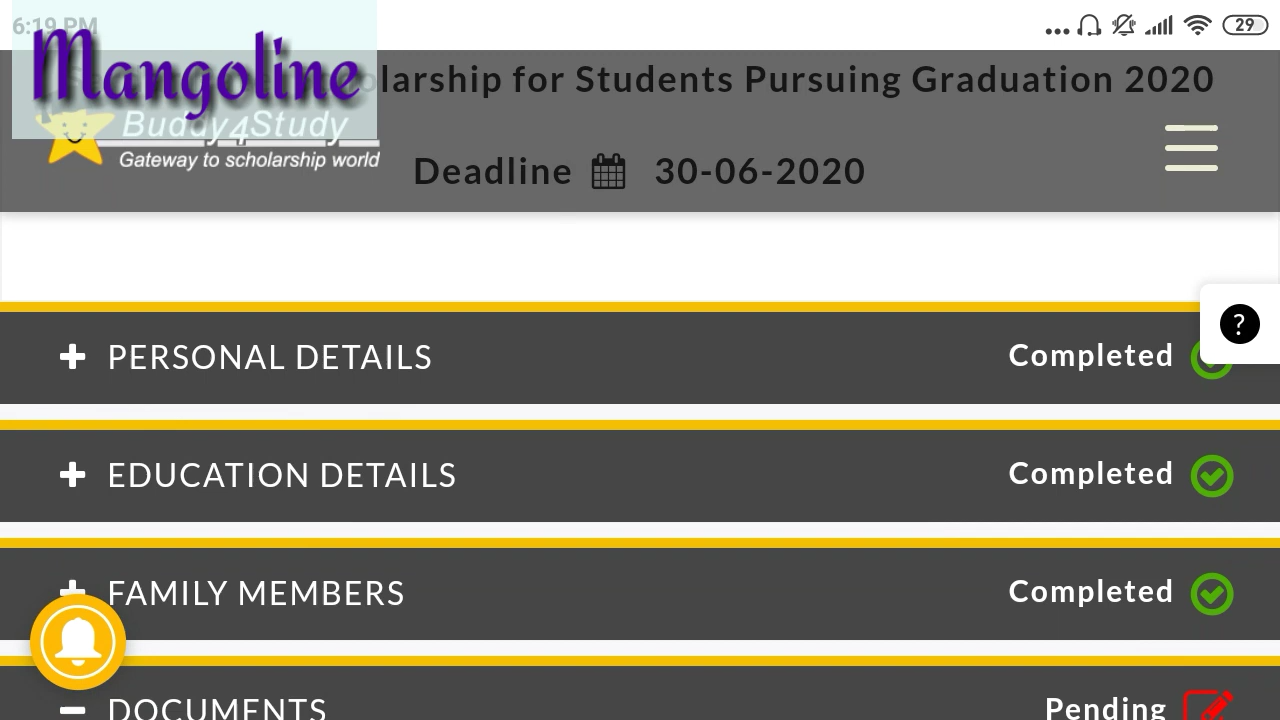 6:19 PM
29
Mangoline
larship for Students Pursuing Graduation 2020
Buddy4Study
Gateway to scholarship world
Deadline 30-06-2020
?
PERSONAL DETAILS Completed
EDUCATION DETAILS Completed
FAMILY MEMBERS Completed
DOCUMENTS Pending